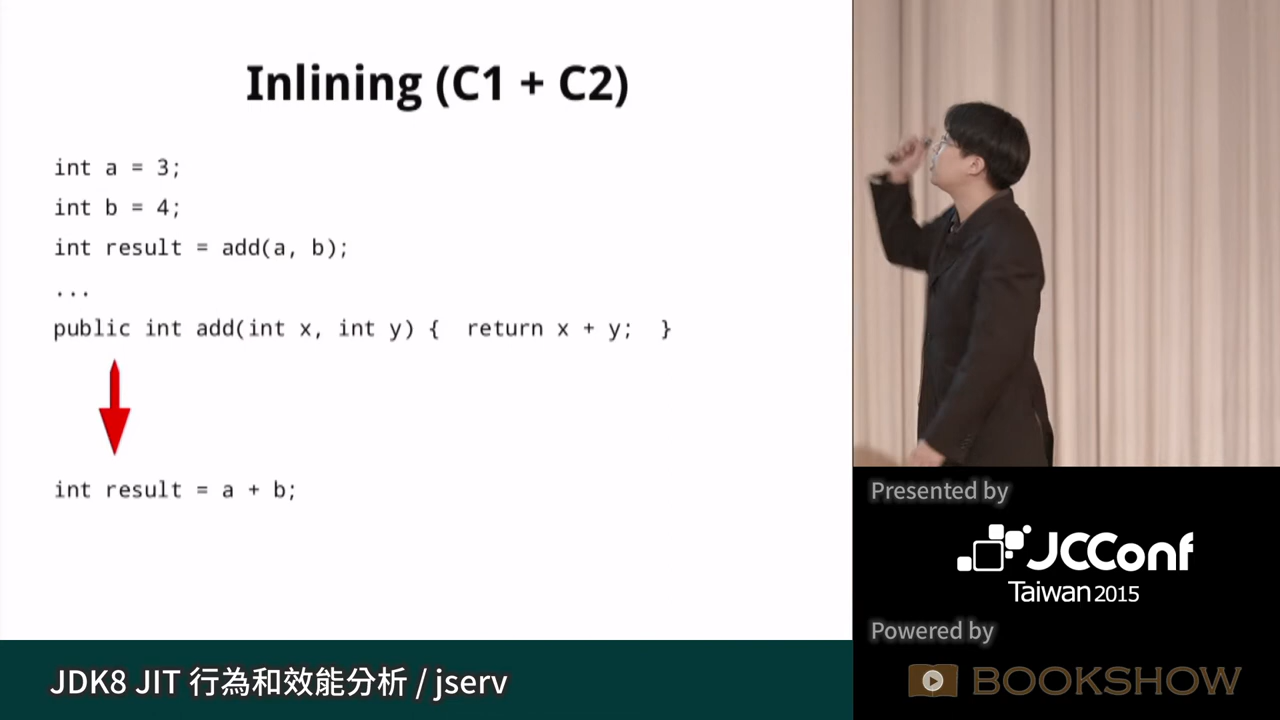 Inlining (C1 + C2)
int a = 3;
int b = 4;
int result = add(a, b);
...
public int add(int x, int y) {  return x + y;  }
int result = a + b;
JDK8 JIT 行為和效能分析 / jserv
Presented by
JCConf
Taiwan 2015
Powered by
BOOKSHOW